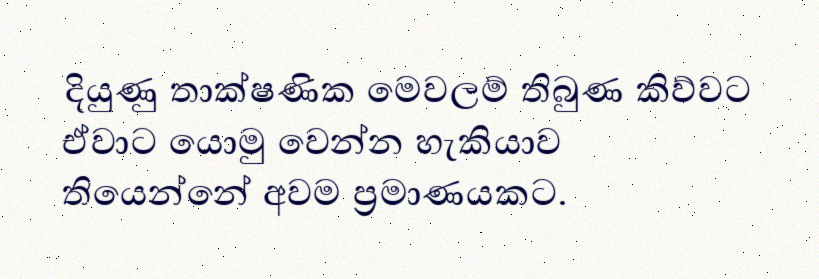 දියුණු තාක්ෂණික මෙවලම් තිබුණ කිව්වට
ඒවාට යොමු වෙන්න හැකියාව
තියෙන්නේ අවම ප්‍රමාණයකට.